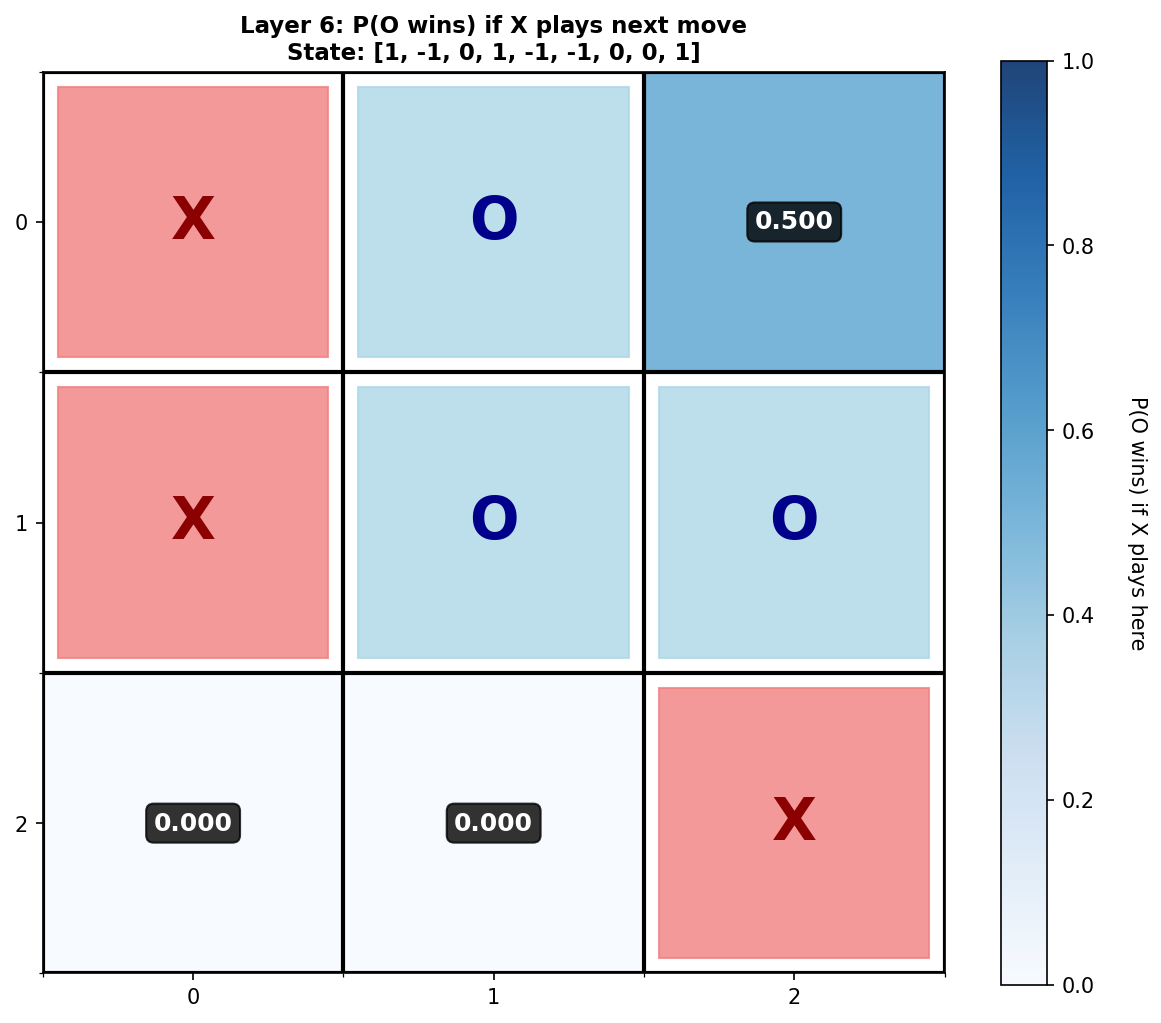 Layer 6: P(O wins) if X plays next move
State: [1, -1, 0, 1, -1, -1, 0, 0, 1]
0
X
O
0.500
1
X
O
O
2
0.000
0.000
X
0
1
2
1.0
0.8
0.6
0.4
0.2
0.0
P(O wins) if X plays here